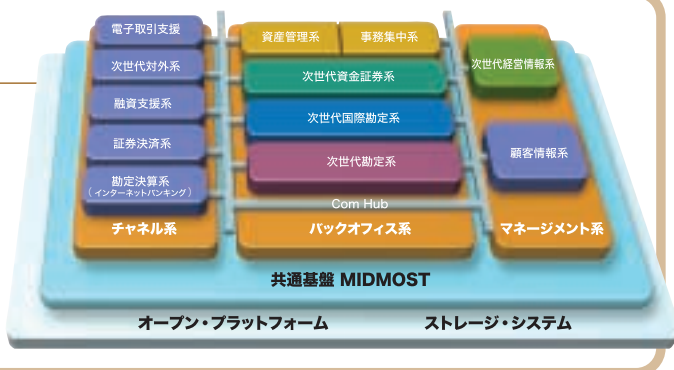 電子取引支援
次世代対外系
融資支援系
証券決済系
勘定決算系
(インターネットバンキング)
チャネル系
資産管理系
事務集中系
次世代資金証券系
次世代国際勘定系
次世代勘定系
Com Hub
バックオフィス系
次世代経営情報系
顧客情報系
マネージメント系
共通基盤 MIDMOST
オープン・プラットフォーム
ストレージ・システム